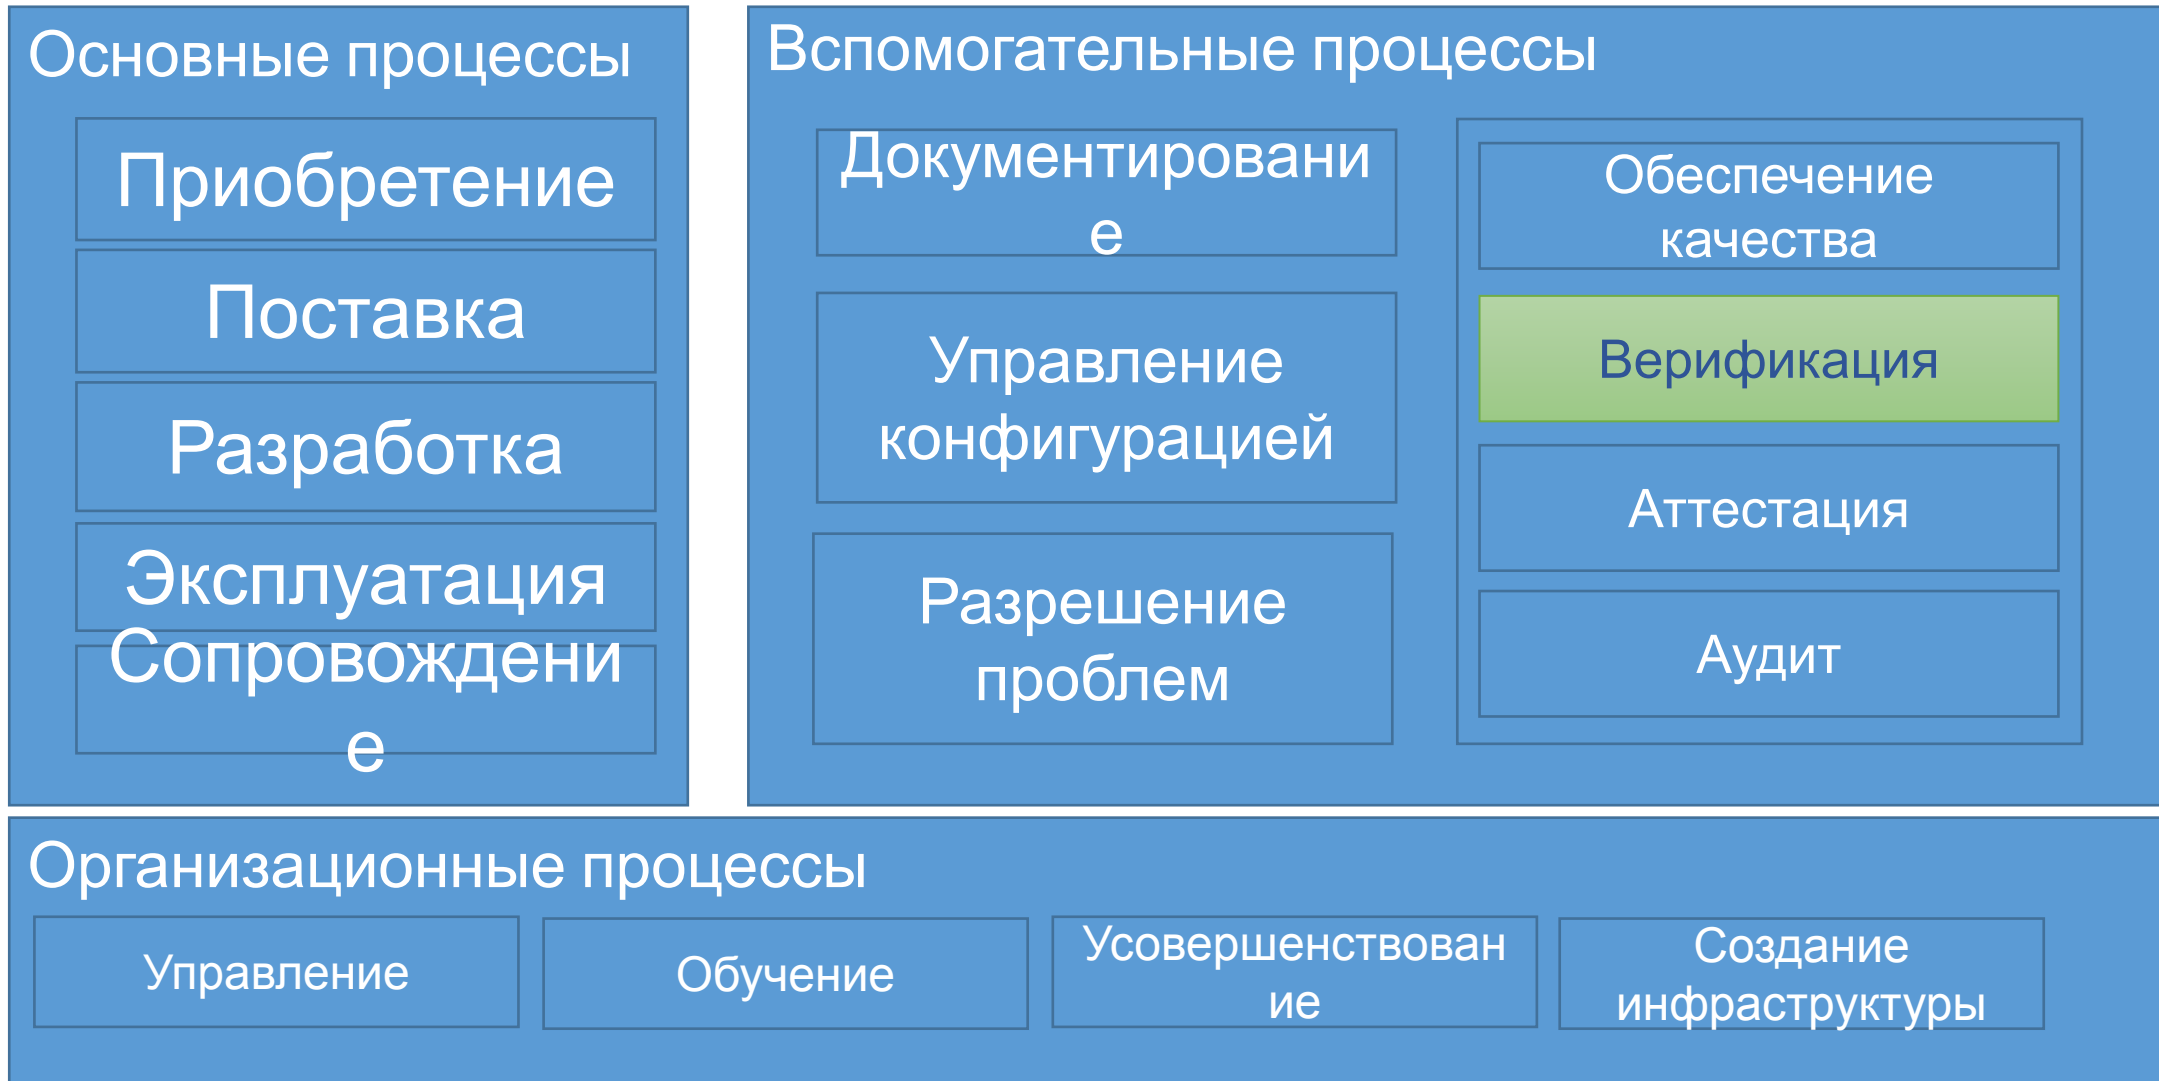 Основные процессы
Приобретение
Поставка
Разработка
Эксплуатация
Сопровождени
е
Вспомогательные процессы
Документировани
е
Управление
конфигурацией
Разрешение
проблем
Обеспечение
качества
Верификация
Аттестация
Аудит
Организационные процессы
Управление
Обучение
Усовершенствован
ие
Создание
инфраструктуры